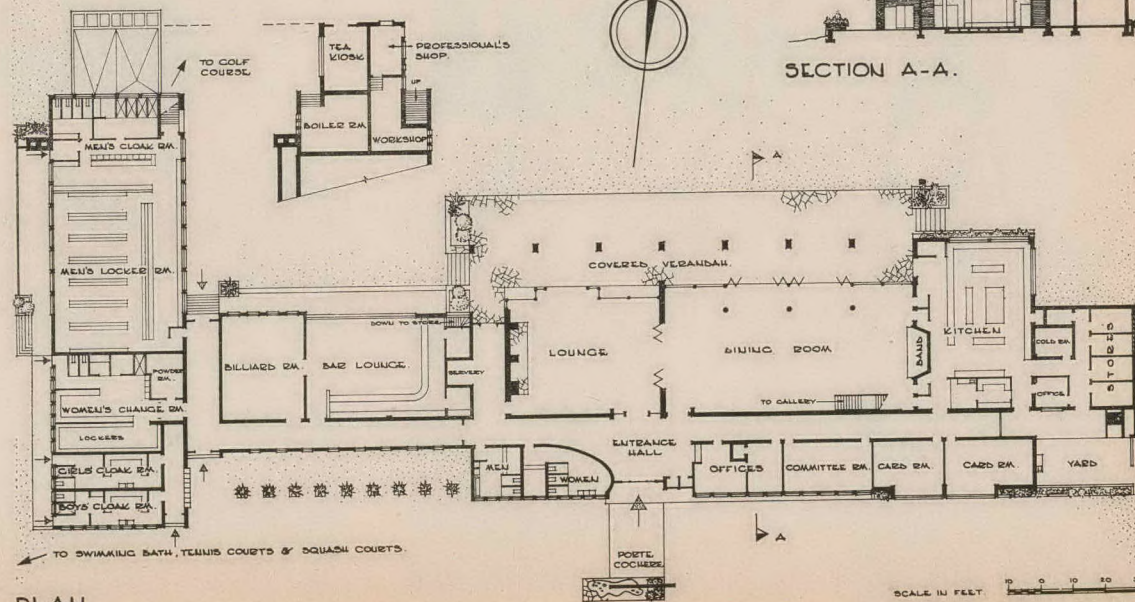 TO GOLF
COURSE
TEA
KIOSK
PROFESSIONAL'S
SHOP.
UP
BOILER RM.
WORKSHOP
SECTION A-A.
MEN'S CLOAK RM.
MEN'S LOCKER RM.
A
COVERED VERANDAH.
DOWN TO STORE
BILLIARD RM.
BAR LOUNGE.
SERVERY
LOUNGE
DINING ROOM
BAND
KITCHEN
COLD RM.
OFFICE
STORES
POWDER
RM.
WOMEN'S CHANGE RM.
LOCKERS
TO GALLERY
GIRLS' CLOAK RM.
BOYS' CLOAK RM.
MEN
WOMEN
ENTRANCE
HALL
OFFICES
COMMITTEE RM.
CARD RM.
CARD RM.
YARD
A
TO SWIMMING BATH, TENNIS COURTS & SQUASH COURTS.
PORTE
COCHERE
SCALE IN FEET.
10 0 10 20
PLAN